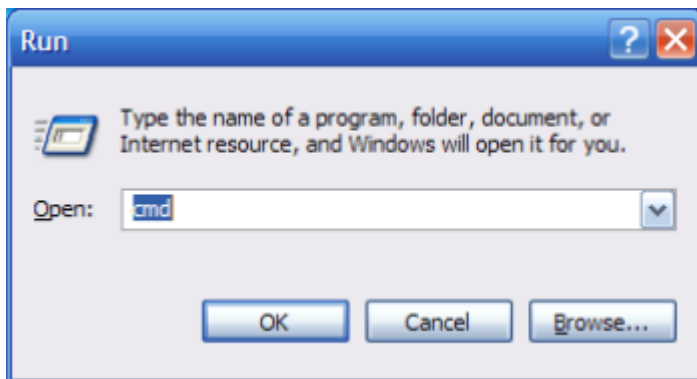 Run
Type the name of a program, folder, document, or
Internet resource, and Windows will open it for you.
Open: cmd
OK Cancel Browse...